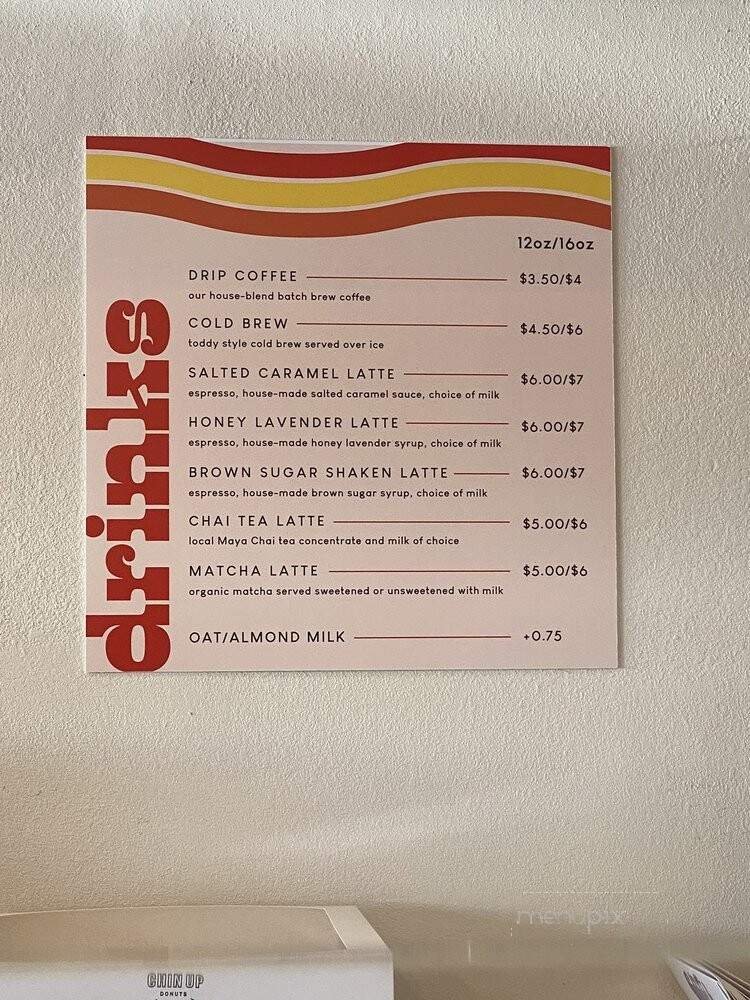 drinks
12oz/16oz
DRIP COFFEE $3.50/$4
our house-blend batch brew coffee
COLD BREW $4.50/$6
toddy style cold brew served over ice
SALTED CARAMEL LATTE $6.00/$7
espresso, house-made salted caramel sauce, choice of milk
HONEY LAVENDER LATTE $6.00/$7
espresso, house-made honey lavender syrup, choice of milk
BROWN SUGAR SHAKEN LATTE $6.00/$7
espresso, house-made brown sugar syrup, choice of milk
CHAI TEA LATTE $5.00/$6
local Maya Chai tea concentrate and milk of choice
MATCHA LATTE $5.00/$6
organic matcha served sweetened or unsweetened with milk
OAT/ALMOND MILK +0.75
menupix
CHIN UP
DONUTS